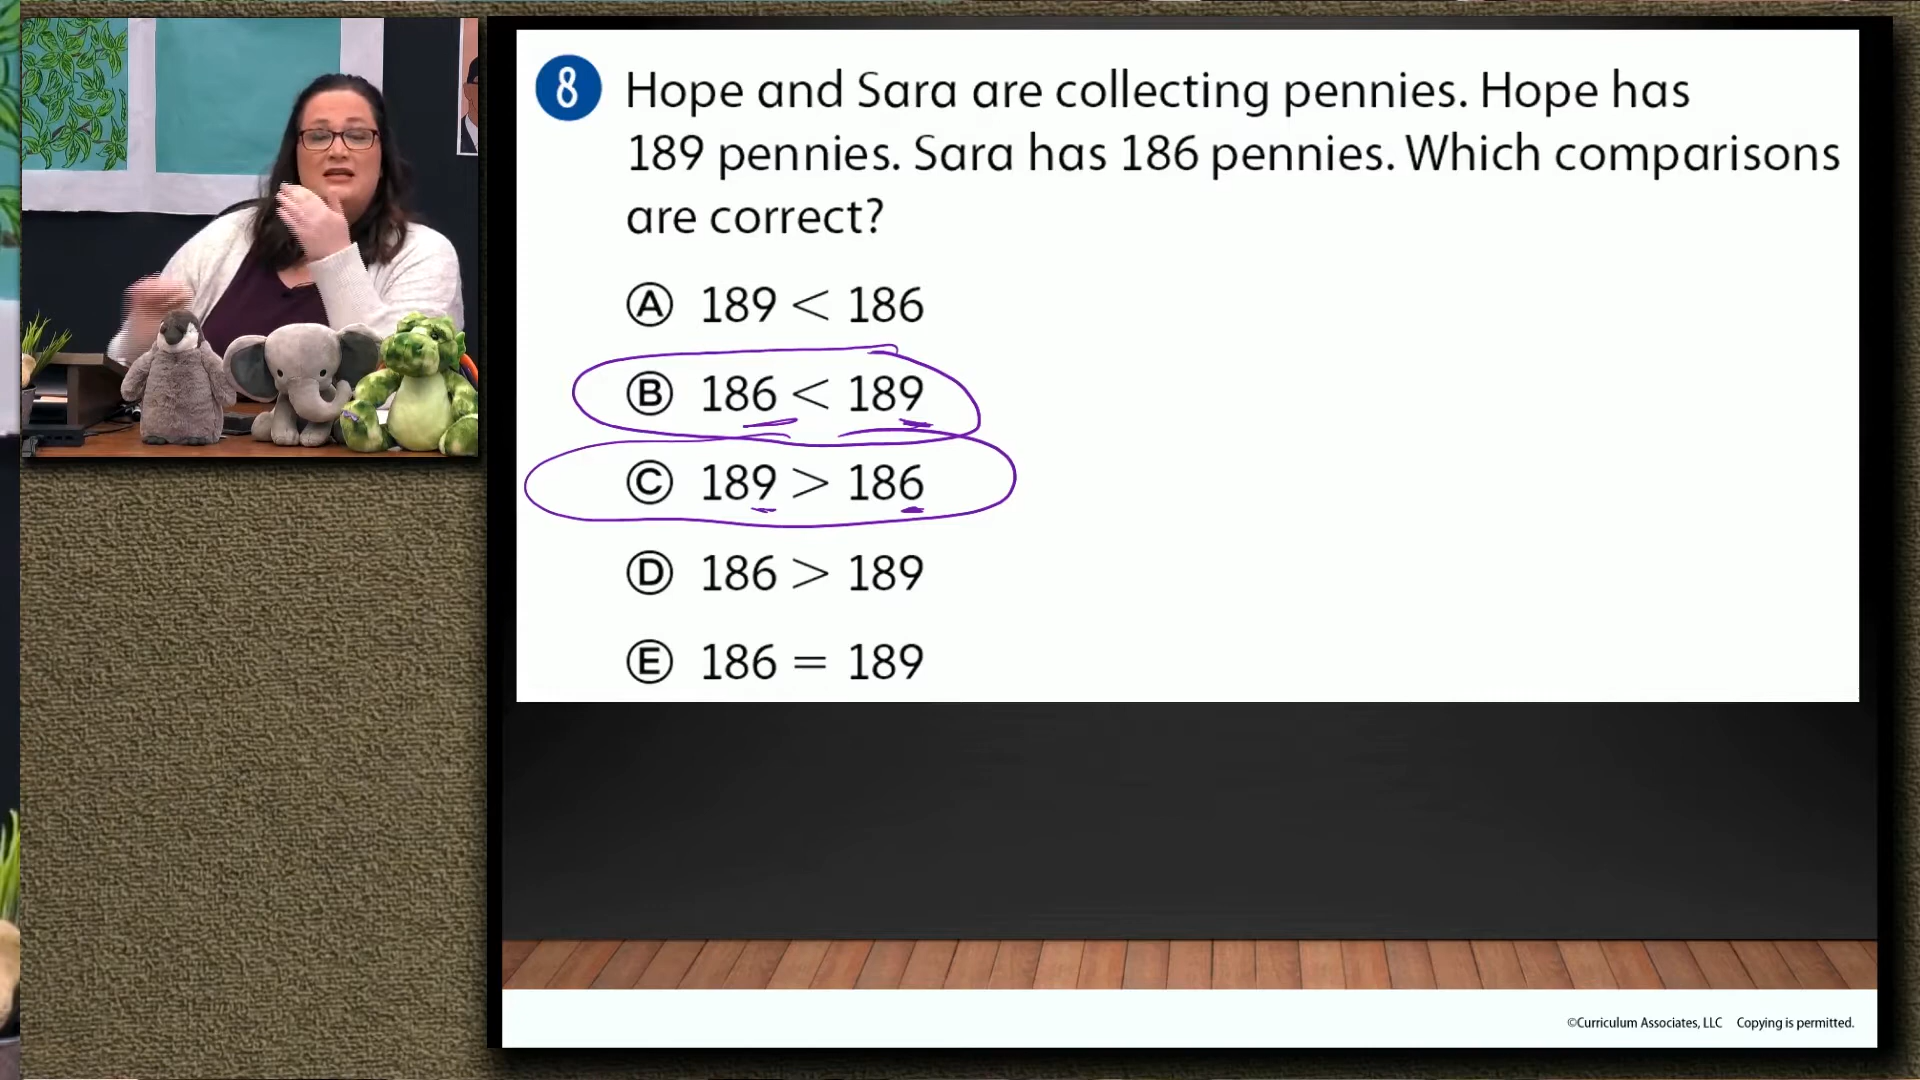 8 Hope and Sara are collecting pennies. Hope has
189 pennies. Sara has 186 pennies. Which comparisons
are correct?
Ⓐ 189 < 186
Ⓑ 186 < 189
Ⓒ 189 > 186
Ⓓ 186 > 189
Ⓔ 186 = 189
©Curriculum Associates, LLC Copying is permitted.